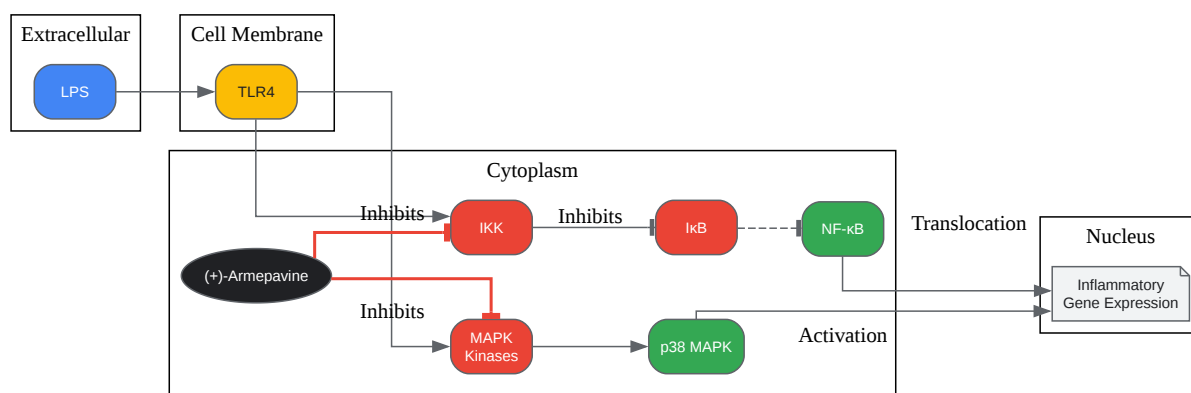 Extracellular
Cell Membrane
LPS
TLR4
Cytoplasm
Inhibits
IKK
Inhibits
IκB
NF-κB
Translocation
Nucleus
(+)-Armepavine
Inflammatory
Gene Expression
Inhibits
MAPK
Kinases
p38 MAPK
Activation